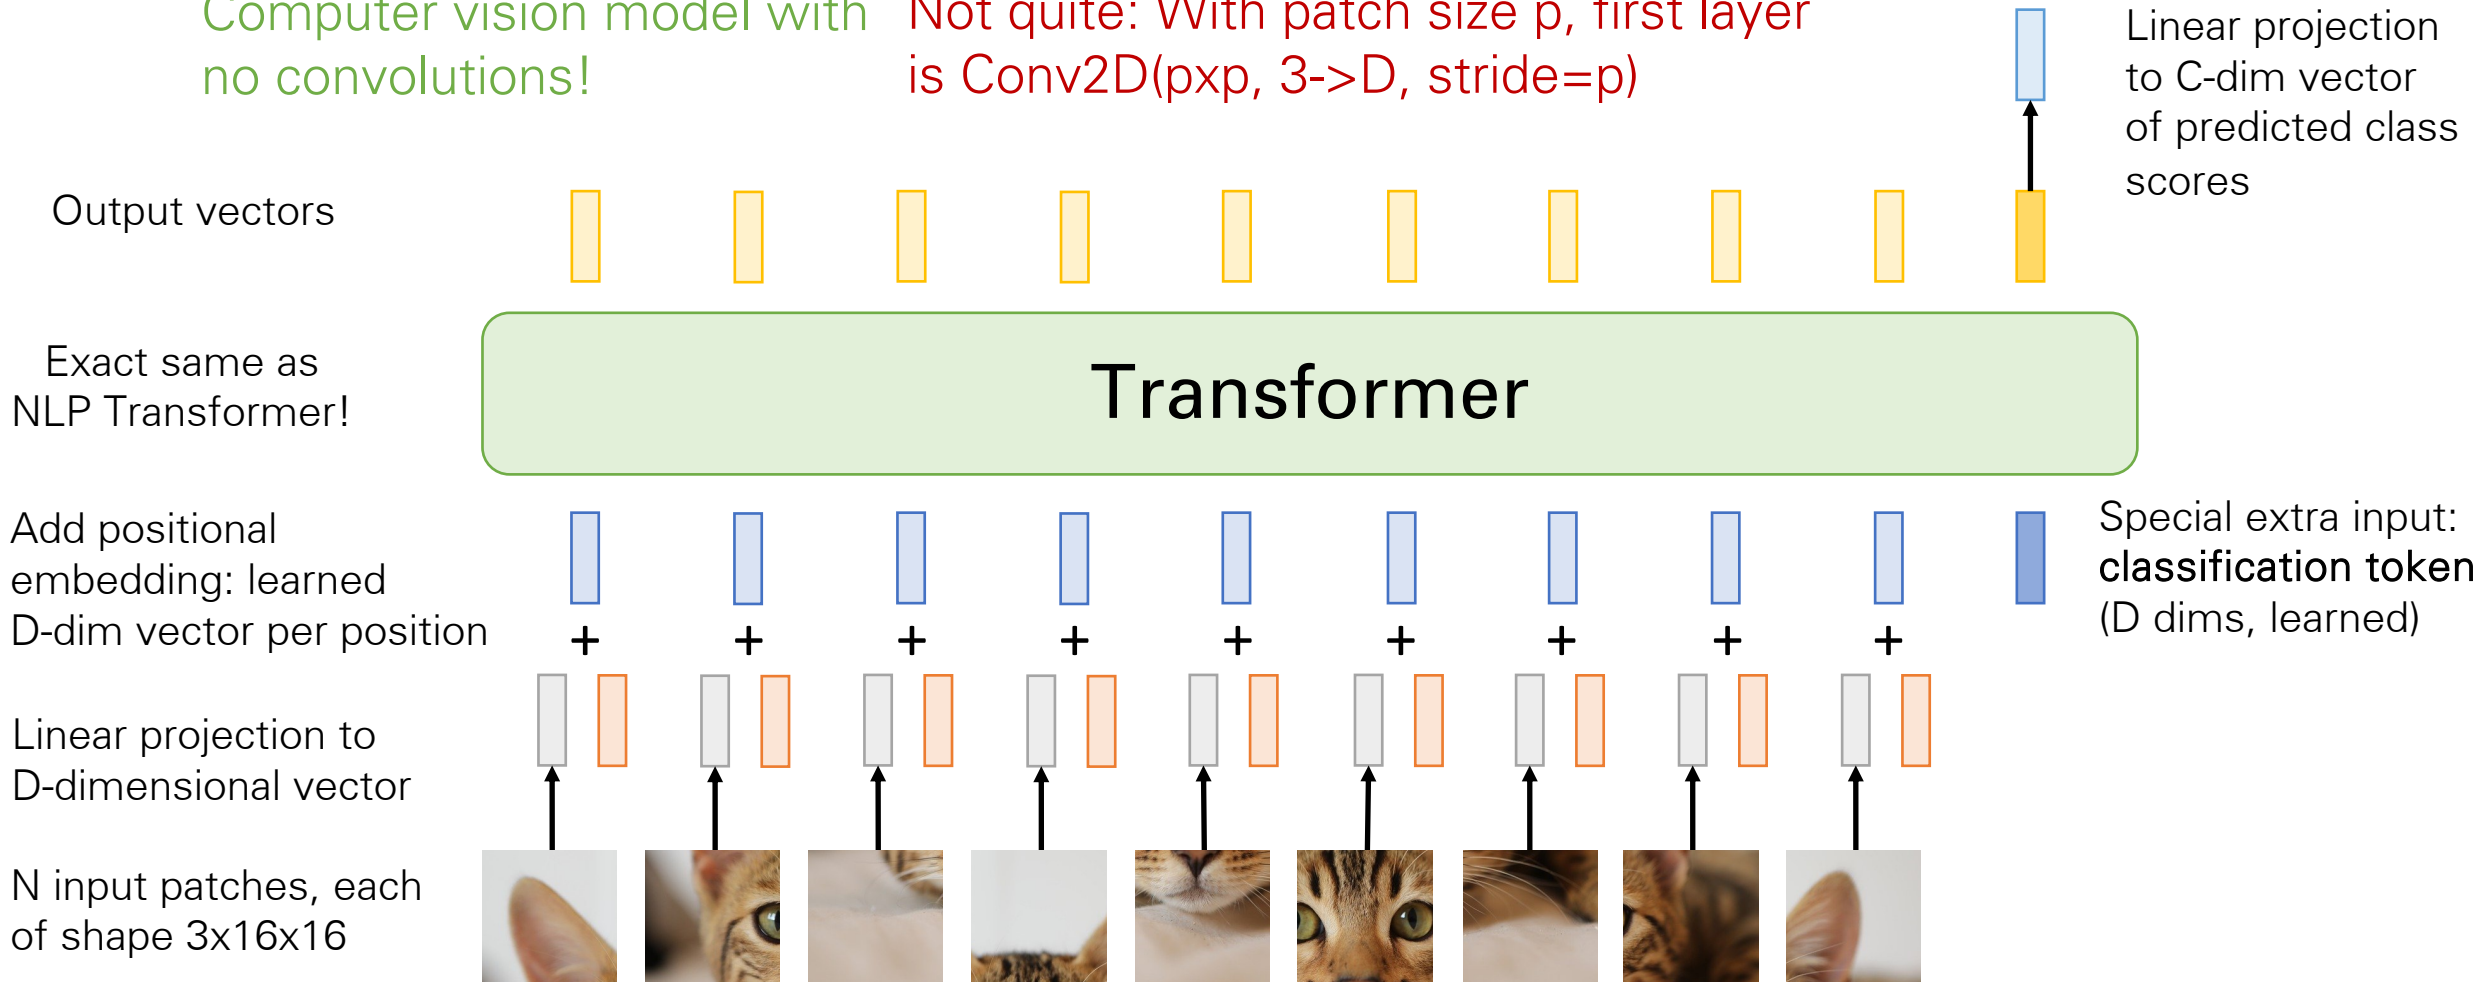 Computer vision model with
no convolutions!
Not quite: With patch size p, first layer
is Conv2D(pxp, 3->D, stride=p)
Linear projection
to C-dim vector
of predicted class
scores
Output vectors
Exact same as
NLP Transformer!
Transformer
Add positional
embedding: learned
D-dim vector per position
Special extra input:
classification token
(D dims, learned)
+ + + + + + + + +
Linear projection to
D-dimensional vector
N input patches, each
of shape 3x16x16